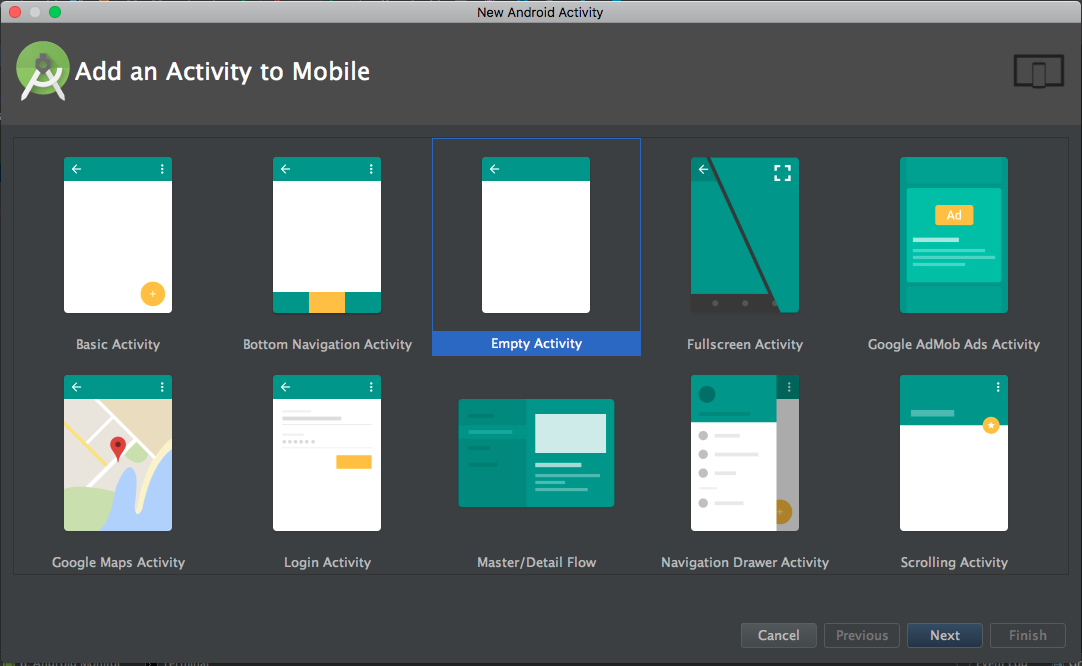 New Android Activity
Add an Activity to Mobile
Ad
Basic Activity
Bottom Navigation Activity
Empty Activity
Fullscreen Activity
Google AdMob Ads Activity
Google Maps Activity
Login Activity
Master/Detail Flow
Navigation Drawer Activity
Scrolling Activity
Cancel
Previous
Next
Finish